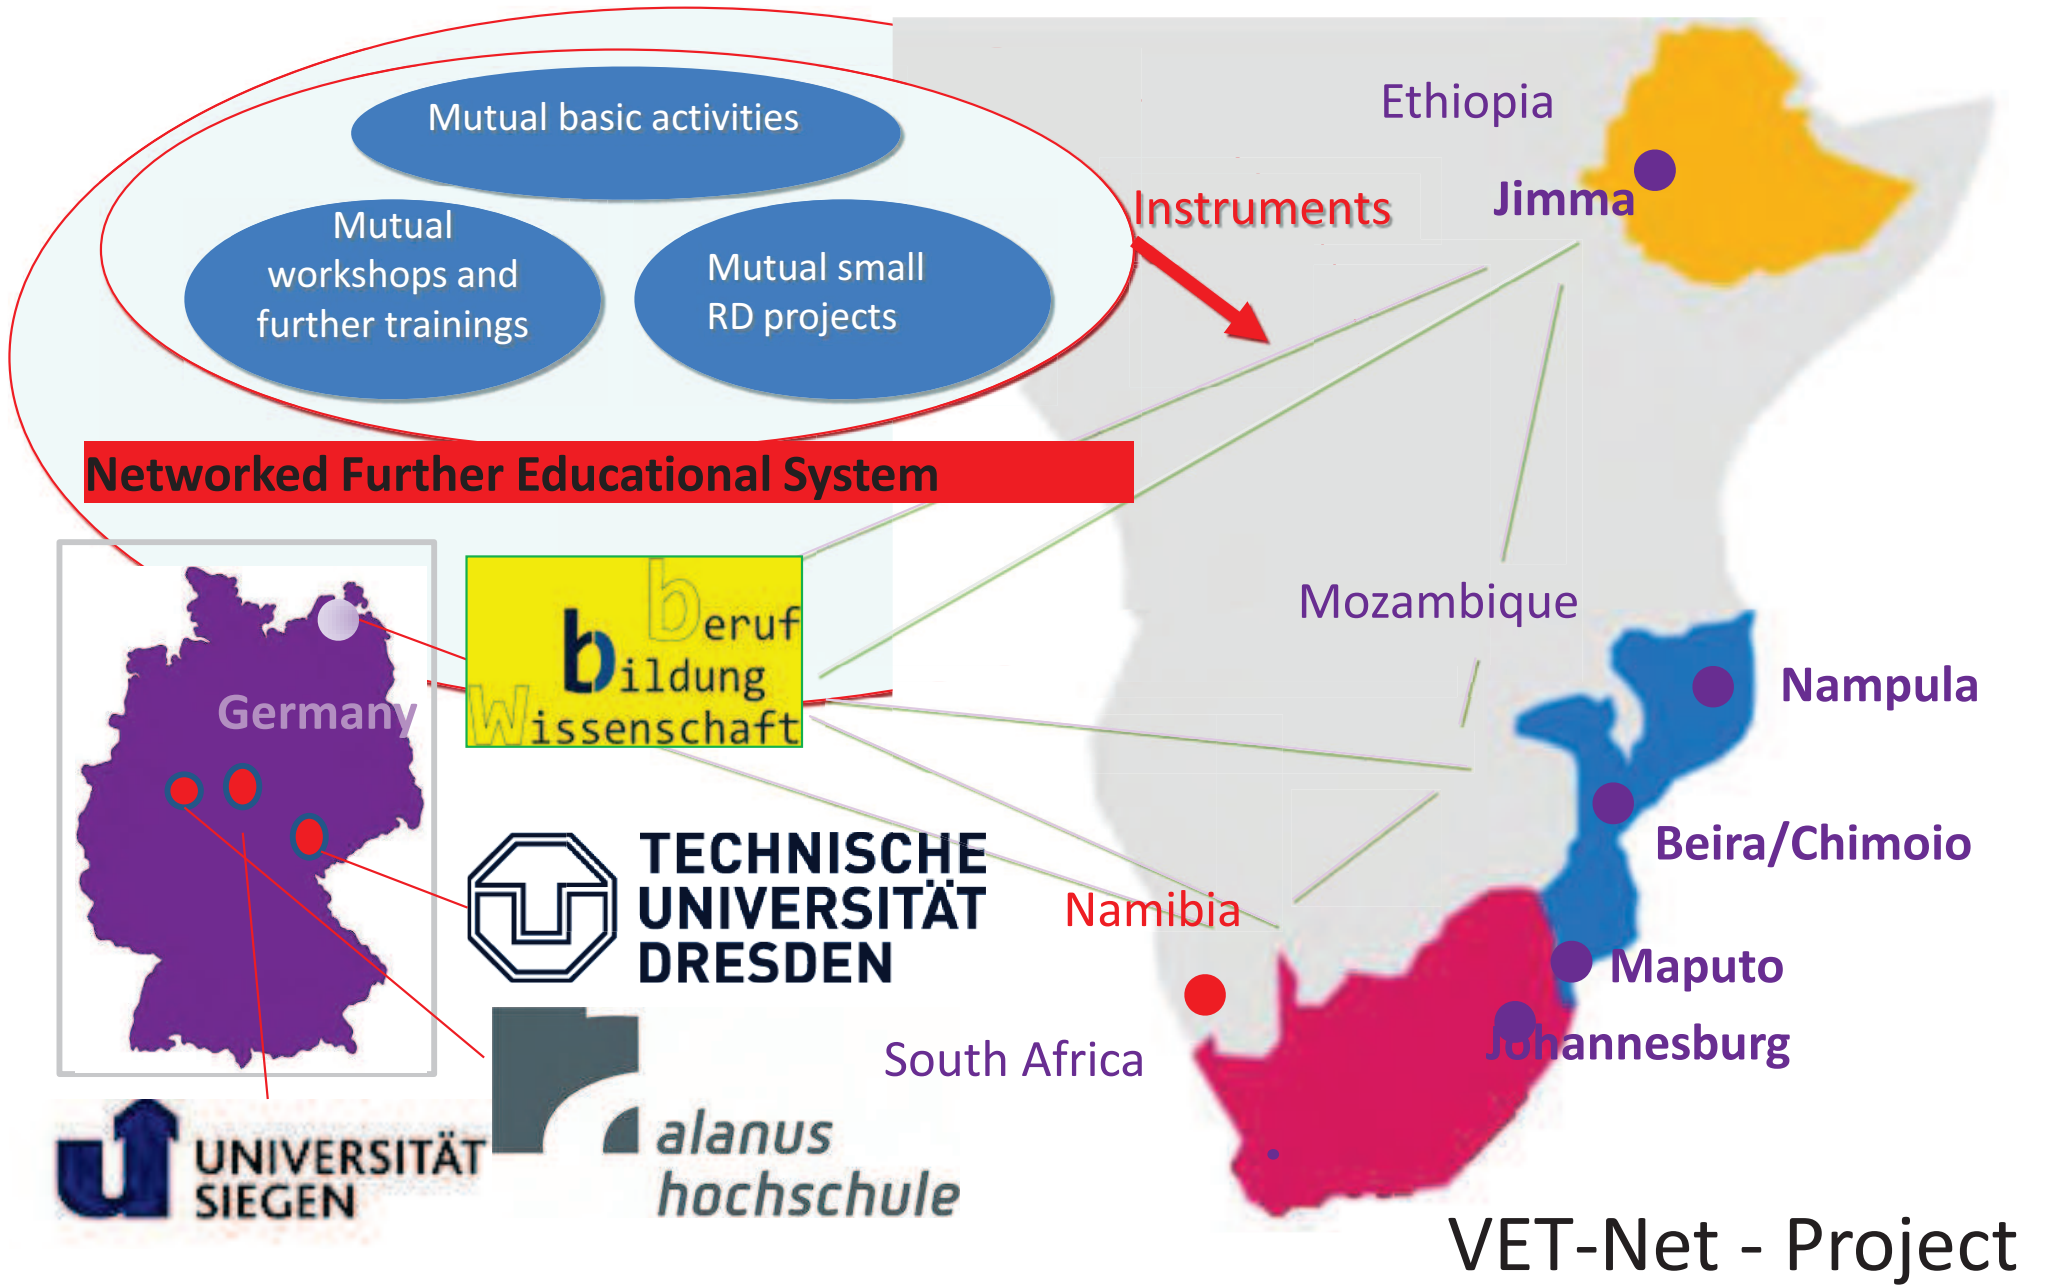 Mutual basic activities
Mutual
workshops and
further trainings
Mutual small
RD projects
Instruments
Networked Further Educational System
Ethiopia
Jimma
Mozambique
Nampula
Beira/Chimoio
Maputo
Johannesburg
Namibia
South Africa
Germany
beruf
bildung
Wissenschaft
TECHNISCHE
UNIVERSITÄT
DRESDEN
alanus
hochschule
UNIVERSITÄT
SIEGEN
VET-Net - Project